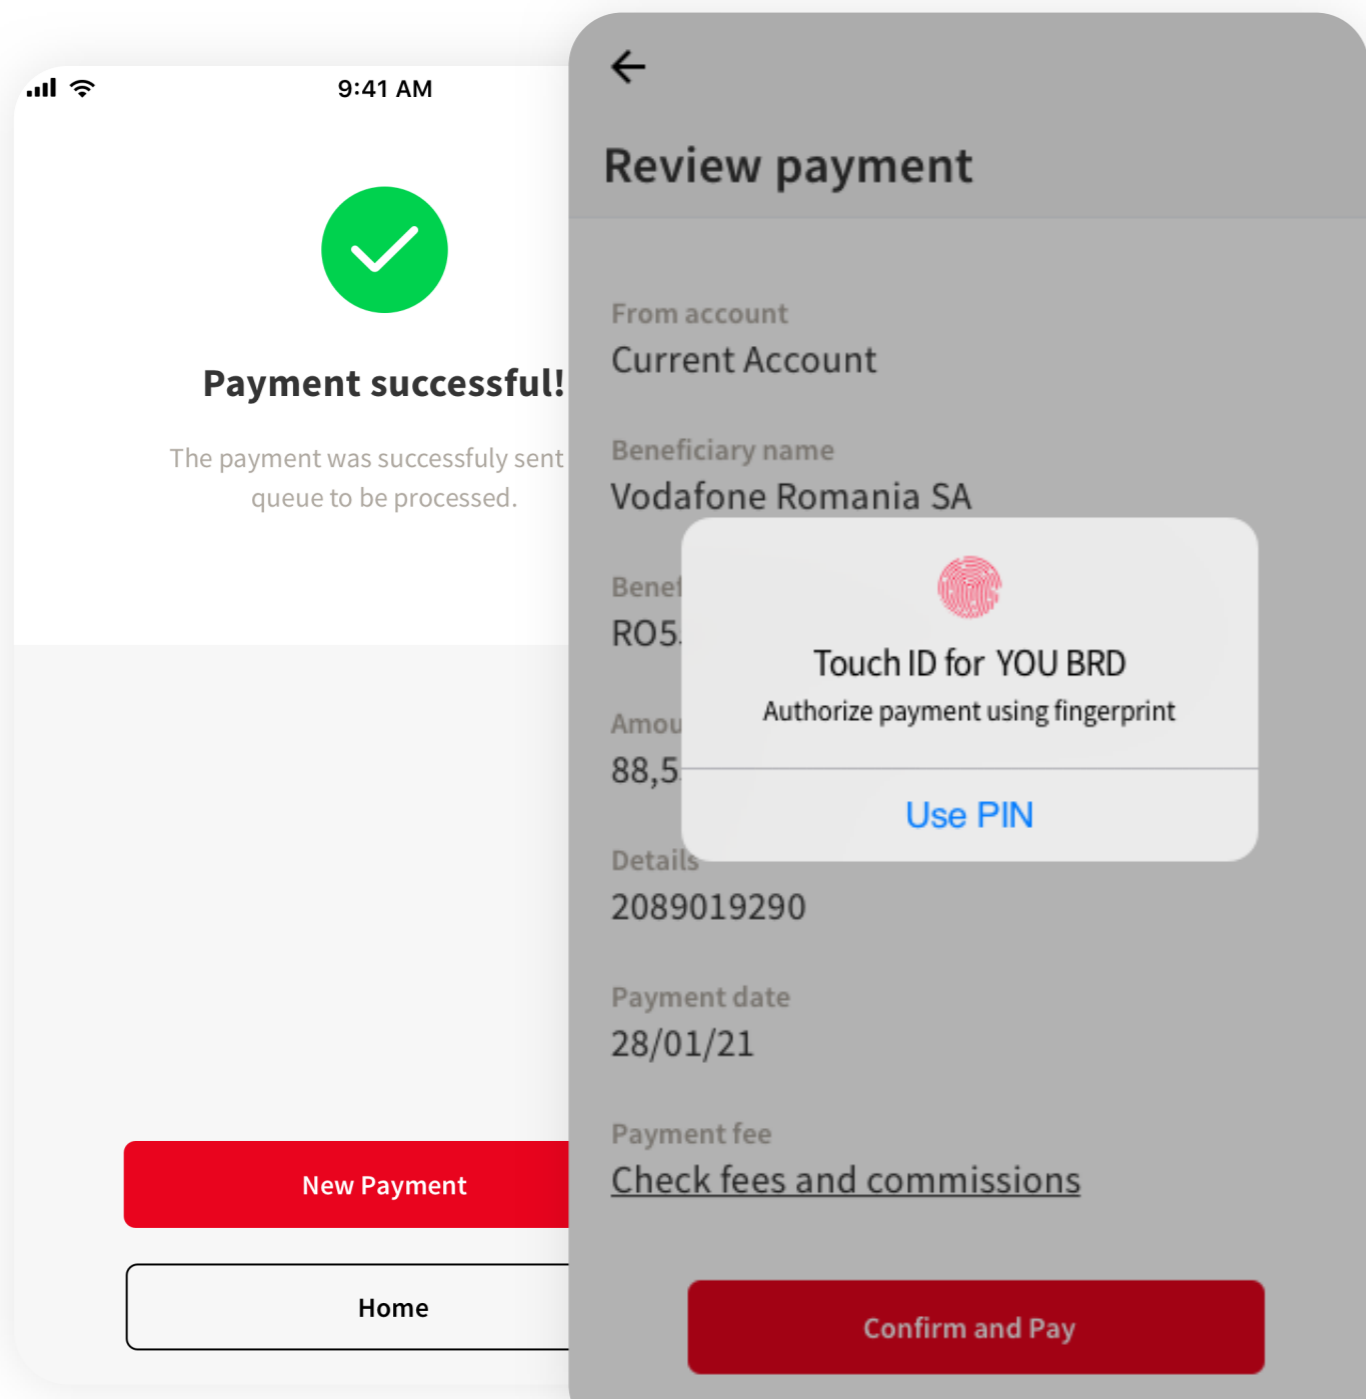 9:41 AM
Payment successful!
The payment was successfuly sent
queue to be processed.
New Payment
Home
Review payment
From account
Current Account
Beneficiary name
Vodafone Romania SA
Touch ID for YOU BRD
Authorize payment using fingerprint
Use PIN
Details
2089019290
Payment date
28/01/21
Payment fee
Check fees and commissions
Confirm and Pay